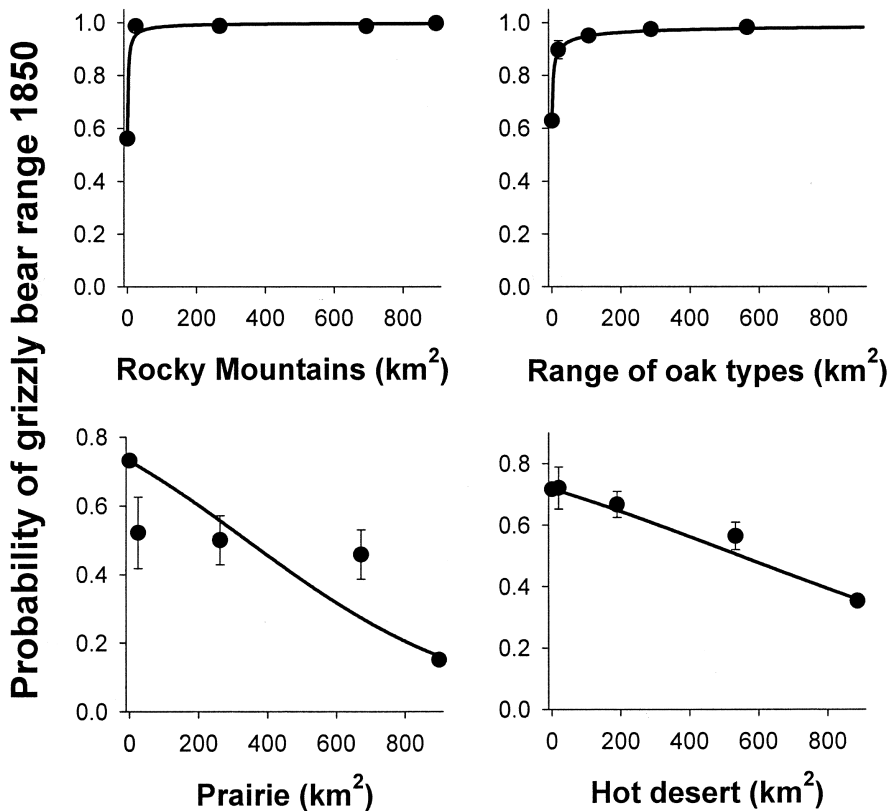 Probability of grizzly bear range 1850
1.0
0.8
0.6
0.4
0.2
0.0
0 200 400 600 800
Rocky Mountains (km²)
1.0
0.8
0.6
0.4
0.2
0.0
0 200 400 600 800
Range of oak types (km²)
0.8
0.6
0.4
0.2
0.0
0 200 400 600 800
Prairie (km²)
0.8
0.6
0.4
0.2
0.0
0 200 400 600 800
Hot desert (km²)